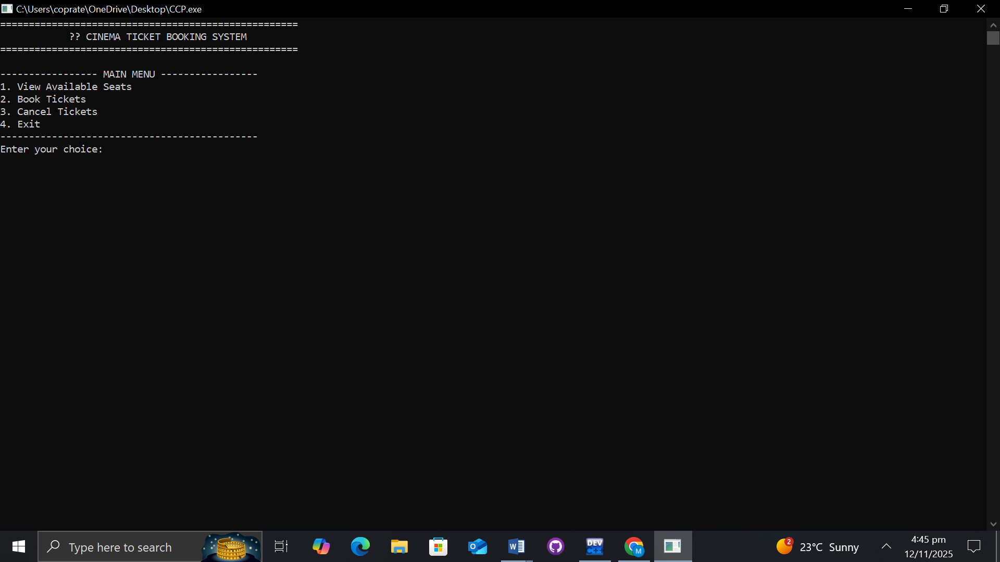 C:\Users\coprate\OneDrive\Desktop\CCP.exe
====================================================
?? CINEMA TICKET BOOKING SYSTEM
====================================================
----------------- MAIN MENU -----------------
1. View Available Seats
2. Book Tickets
3. Cancel Tickets
4. Exit
---------------------------------------------
Enter your choice:
Type here to search
W
DEV
C++
M
2
23°C Sunny
4:45 pm
12/11/2025